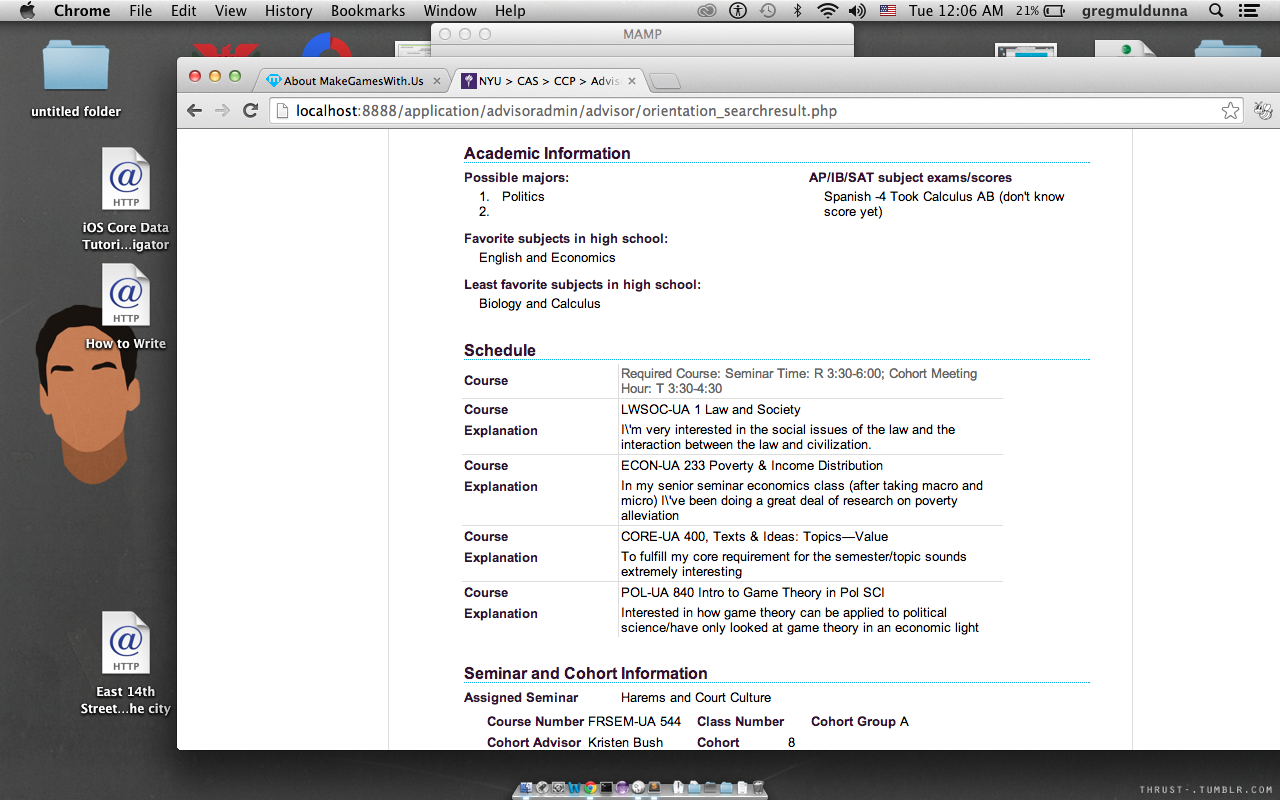 Chrome File Edit View History Bookmarks Window Help Tue 12:06 AM 21% gregmuldunna
MAMP
untitled folder
About MakeGamesWith.Us NYU > CAS > CCP > Advis
localhost:8888/application/advisoradmin/advisor/orientation_searchresult.php
HTTP
iOS Core Data
Tutori...igator
HTTP
How to Write
HTTP
East 14th
Street...he city
Academic Information
Possible majors:
1. Politics
2.
AP/IB/SAT subject exams/scores
Spanish -4 Took Calculus AB (don't know
score yet)
Favorite subjects in high school:
English and Economics
Least favorite subjects in high school:
Biology and Calculus
Schedule
Course Required Course: Seminar Time: R 3:30-6:00; Cohort Meeting
Hour: T 3:30-4:30
Course LWSOC-UA 1 Law and Society
Explanation I\'m very interested in the social issues of the law and the
interaction between the law and civilization.
Course ECON-UA 233 Poverty & Income Distribution
Explanation In my senior seminar economics class (after taking macro and
micro) I\'ve been doing a great deal of research on poverty
alleviation
Course CORE-UA 400, Texts & Ideas: Topics—Value
Explanation To fulfill my core requirement for the semester/topic sounds
extremely interesting
Course POL-UA 840 Intro to Game Theory in Pol SCI
Explanation Interested in how game theory can be applied to political
science/have only looked at game theory in an economic light
Seminar and Cohort Information
Assigned Seminar Harems and Court Culture
Course Number FRSEM-UA 544 Class Number Cohort Group A
Cohort Advisor Kristen Bush Cohort 8
THRUST-.TUMBLR.COM